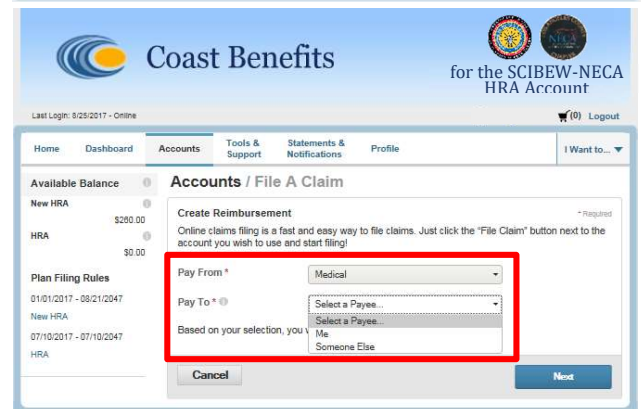 Coast Benefits
NECA
for the SCIBEW-NECA
HRA Account
Last Login: 8/25/2017 - Online
(0) Logout
Home
Dashboard
Accounts
Tools &
Support
Statements &
Notifications
Profile
I Want to...
Available Balance
New HRA
$260.00
HRA
$0.00
Plan Filing Rules
01/01/2017 - 08/21/2047
New HRA
07/10/2017 - 07/10/2047
HRA
Accounts / File A Claim
Create Reimbursement
* Required
Online claims filing is a fast and easy way to file claims. Just click the "File Claim" button next to the
account you wish to use and start filing!
Pay From *
Medical
Pay To *
Select a Payee...
Select a Payee...
Me
Someone Else
Based on your selection, you
Cancel
Next